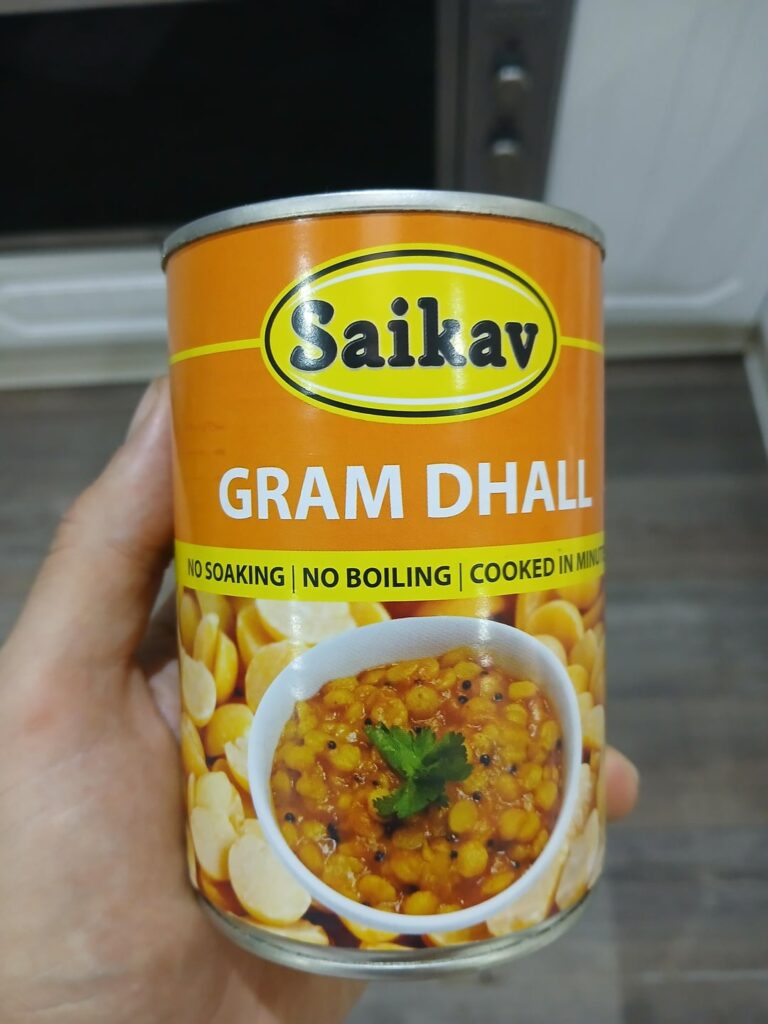 Saikav
GRAM DHALL
NO SOAKING | NO BOILING | COOKED IN